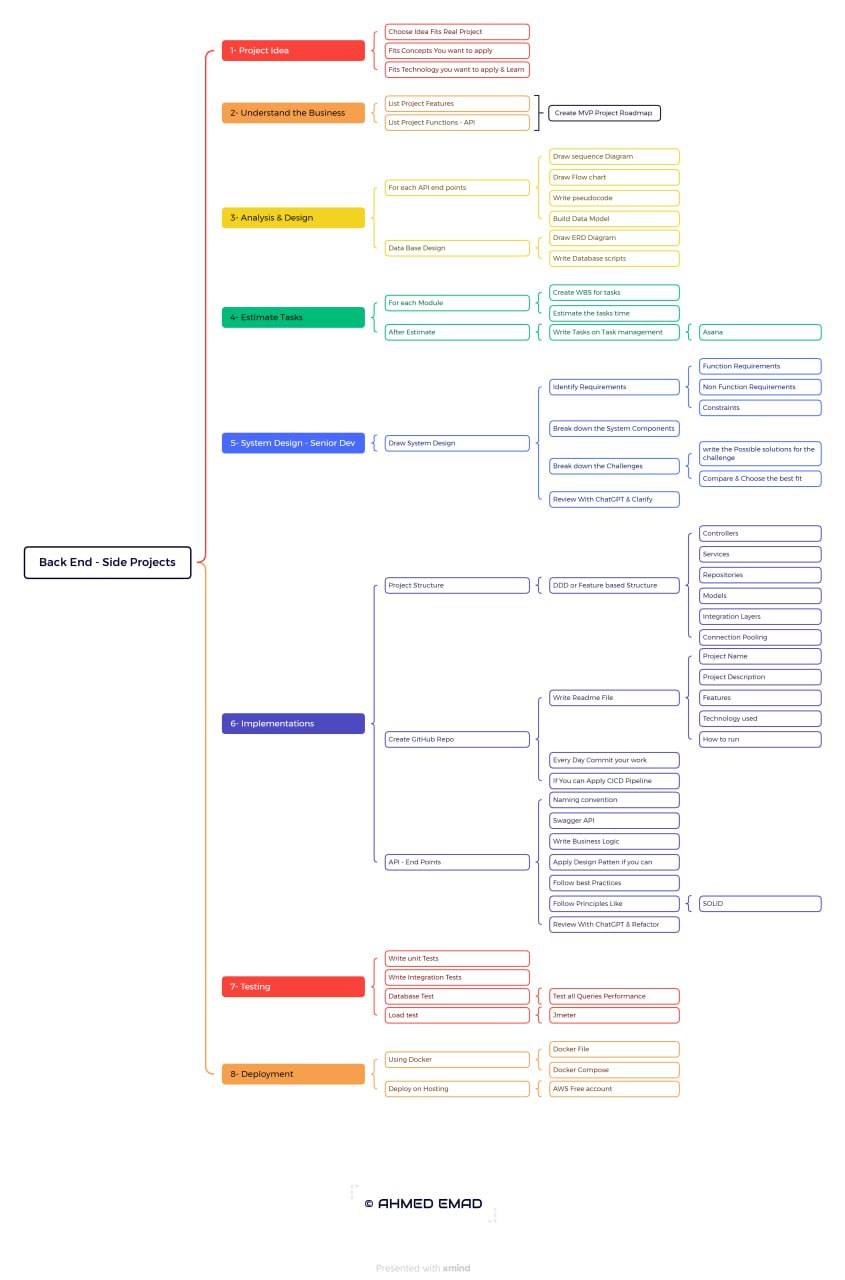 1- Project Idea
Choose Idea Fits Real Project
Fits Concepts You want to apply
Fits Technology you want to apply & Learn
2- Understand the Business
List Project Features
List Project Functions - API
Create MVP Project Roadmap
3- Analysis & Design
For each API end points
Draw sequence Diagram
Draw Flow chart
Write pseudocode
Build Data Model
Data Base Design
Draw ERD Diagram
Write Database scripts
4- Estimate Tasks
For each Module
Create WBS for tasks
Estimate the tasks time
After Estimate
Write Tasks on Task management
Asana
5- System Design - Senior Dev
Draw System Design
Identify Requirements
Function Requirements
Non Function Requirements
Constraints
Break down the System Components
Break down the Challenges
write the Possible solutions for the
challenge
Compare & Choose the best fit
Review With ChatGPT & Clarify
Back End - Side Projects
6- Implementations
Project Structure
DDD or Feature based Structure
Controllers
Services
Repositories
Models
Integration Layers
Connection Pooling
Create GitHub Repo
Write Readme File
Project Name
Project Description
Features
Technology used
How to run
Every Day Commit your work
If You can Apply CICD Pipeline
API - End Points
Naming convention
Swagger API
Write Business Logic
Apply Design Patten if you can
Follow best Practices
Follow Principles Like
SOLID
Review With ChatGPT & Refactor
7- Testing
Write unit Tests
Write Integration Tests
Database Test
Test all Queries Performance
Load test
Jmeter
8- Deployment
Using Docker
Docker File
Docker Compose
Deploy on Hosting
AWS Free account
© AHMED EMAD
Presented with xmind